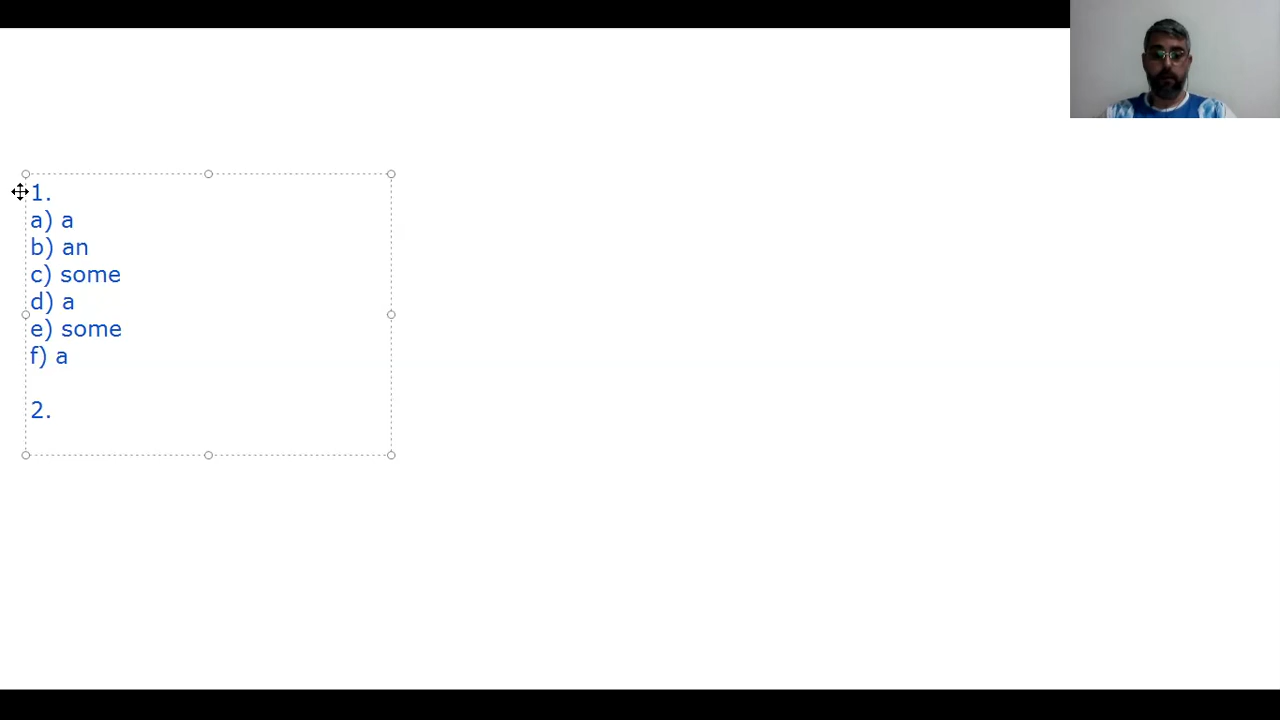 1.
a) a
b) an
c) some
d) a
e) some
f) a
2.